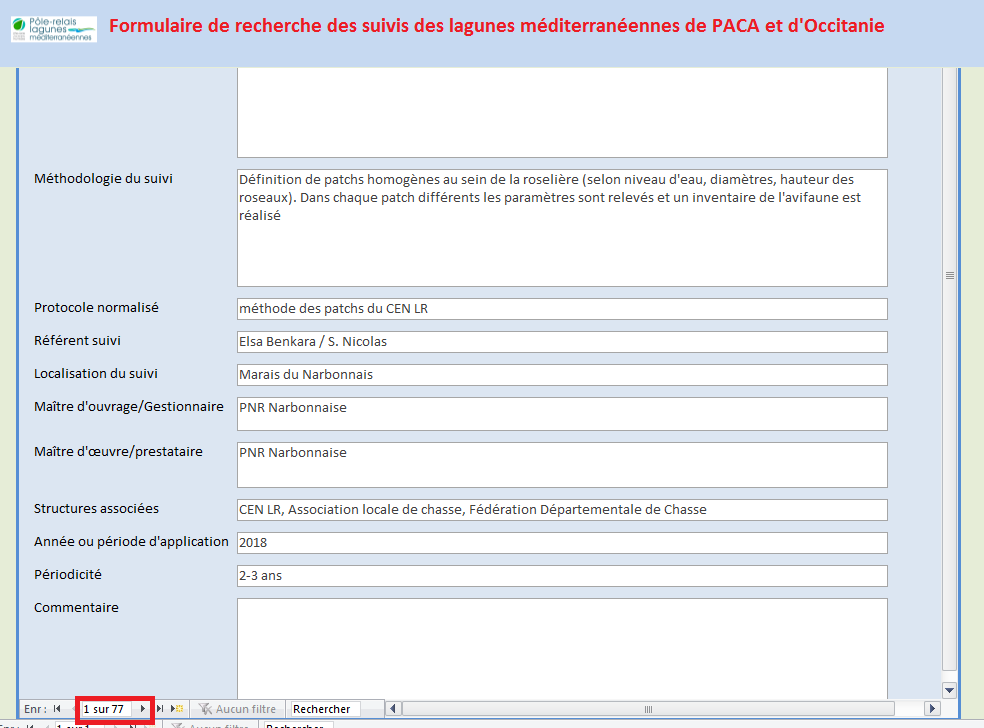 Pôle-relais
lagunes
méditerranéennes
Formulaire de recherche des suivis des lagunes méditerranéennes de PACA et d'Occitanie
Méthodologie du suivi
Définition de patchs homogènes au sein de la roselière (selon niveau d'eau, diamètres, hauteur des
roseaux). Dans chaque patch différents les paramètres sont relevés et un inventaire de l'avifaune est
réalisé
Protocole normalisé
méthode des patchs du CEN LR
Référent suivi
Elsa Benkara / S. Nicolas
Localisation du suivi
Marais du Narbonnais
Maître d'ouvrage/Gestionnaire
PNR Narbonnaise
Maître d'œuvre/prestataire
PNR Narbonnaise
Structures associées
CEN LR, Association locale de chasse, Fédération Départementale de Chasse
Année ou période d'application
2018
Périodicité
2-3 ans
Commentaire
Enr : 1 sur 77 Aucun filtre Rechercher
1 sur 1 Aucun filtre Rechercher